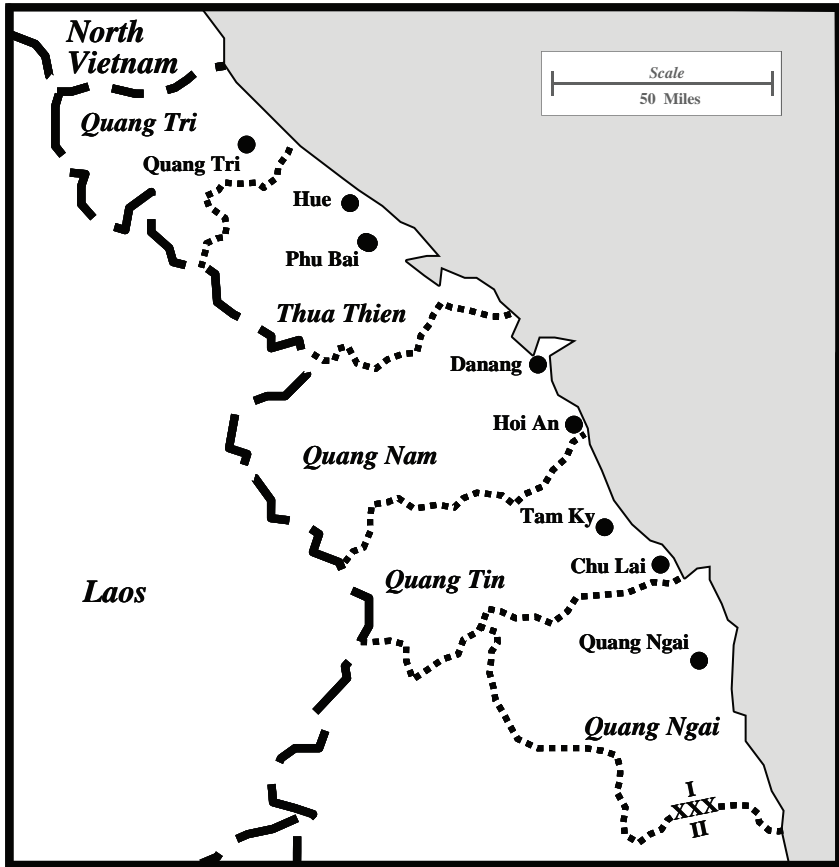 North
Vietnam
Scale
50 Miles
Quang Tri
Quang Tri
Hue
Phu Bai
Thua Thien
Danang
Hoi An
Quang Nam
Tam Ky
Chu Lai
Quang Tin
Laos
Quang Ngai
Quang Ngai
I
XXX
II